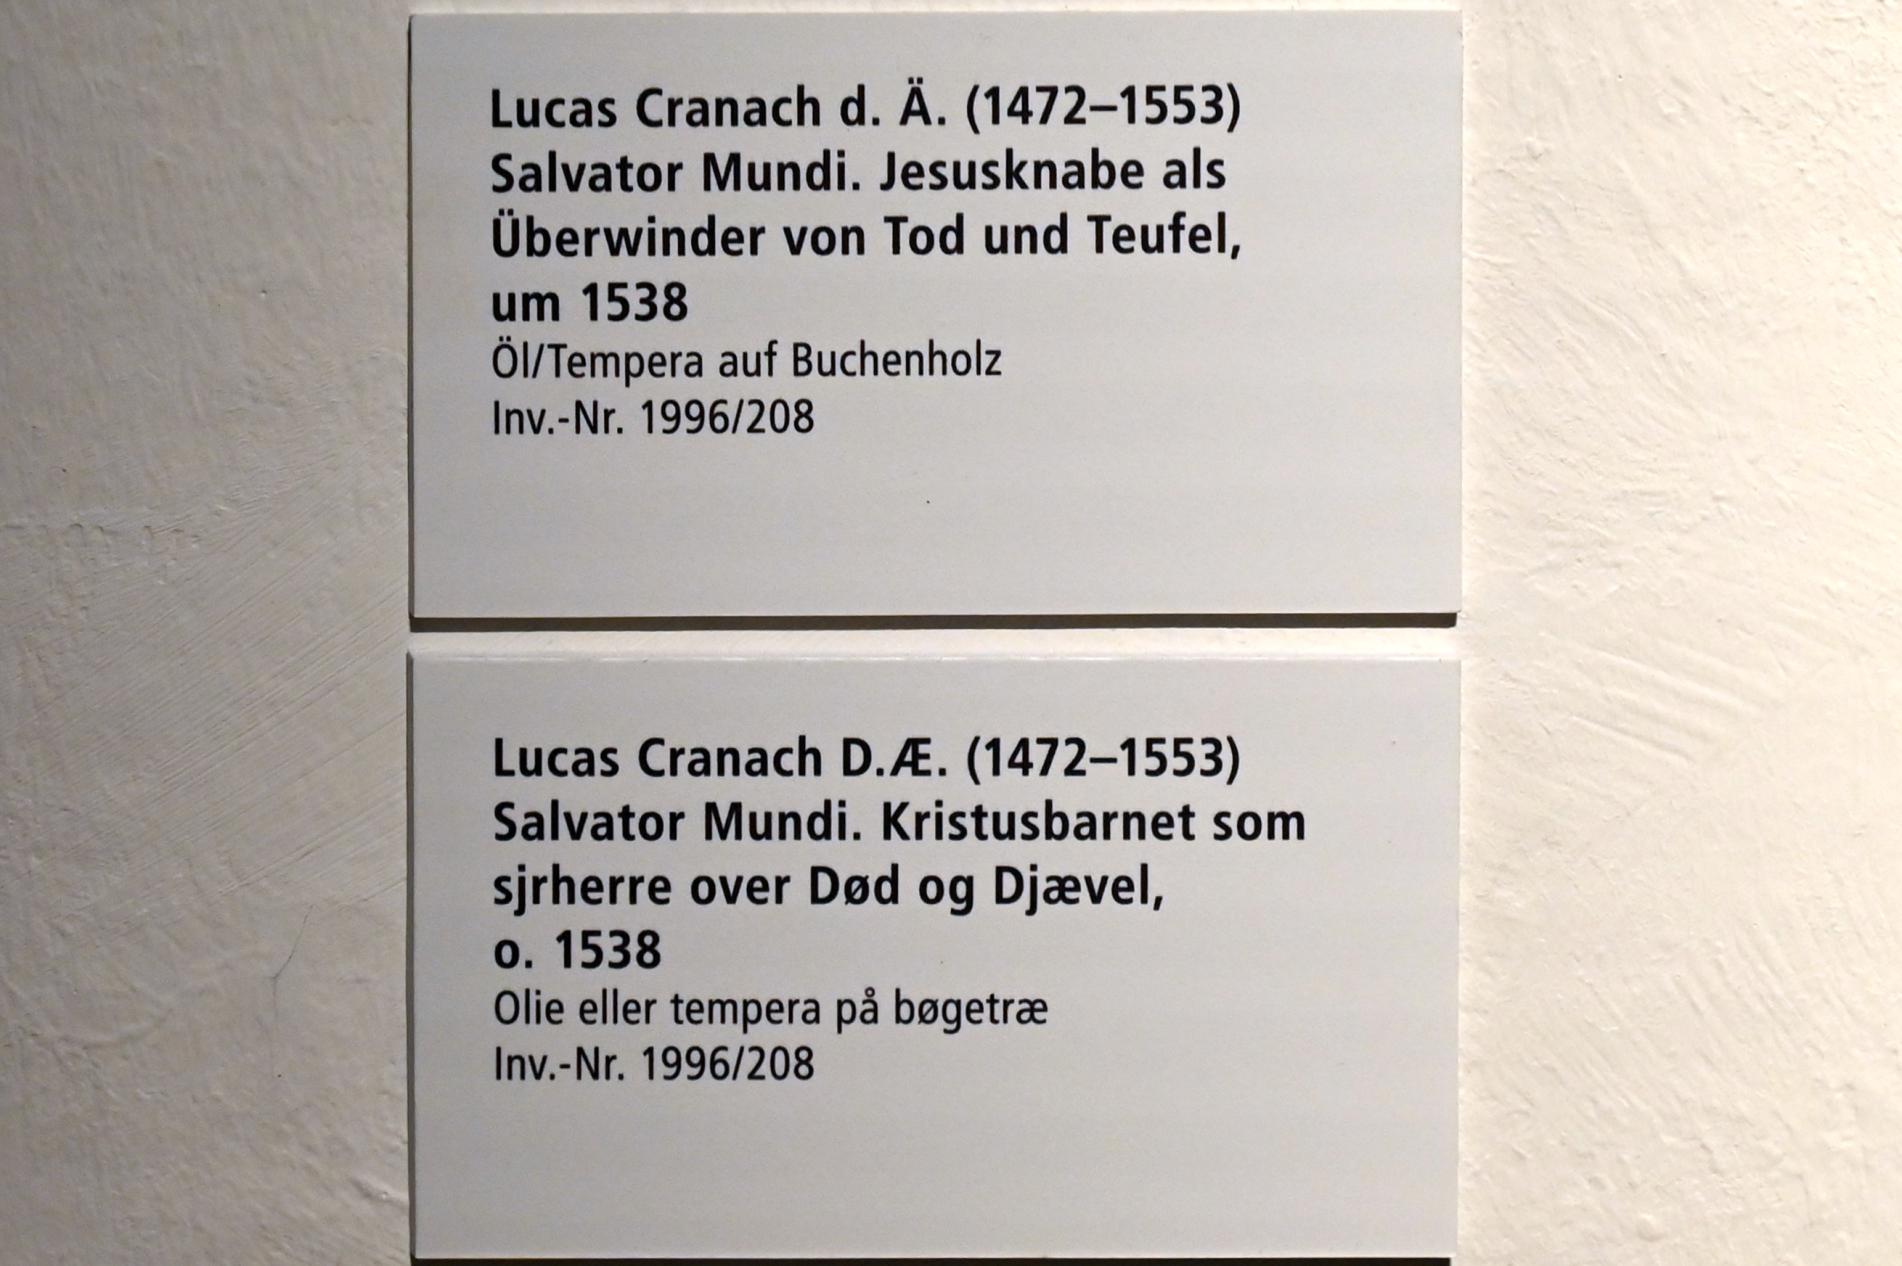 Lucas Cranach d. Ä. (1472–1553)
Salvator Mundi. Jesusknabe als
Überwinder von Tod und Teufel,
um 1538
Öl/Tempera auf Buchenholz
Inv.-Nr. 1996/208
Lucas Cranach D.Æ. (1472–1553)
Salvator Mundi. Kristusbarnet som
sjrherre over Død og Djævel,
o. 1538
Olie eller tempera på bøgetræ
Inv.-Nr. 1996/208